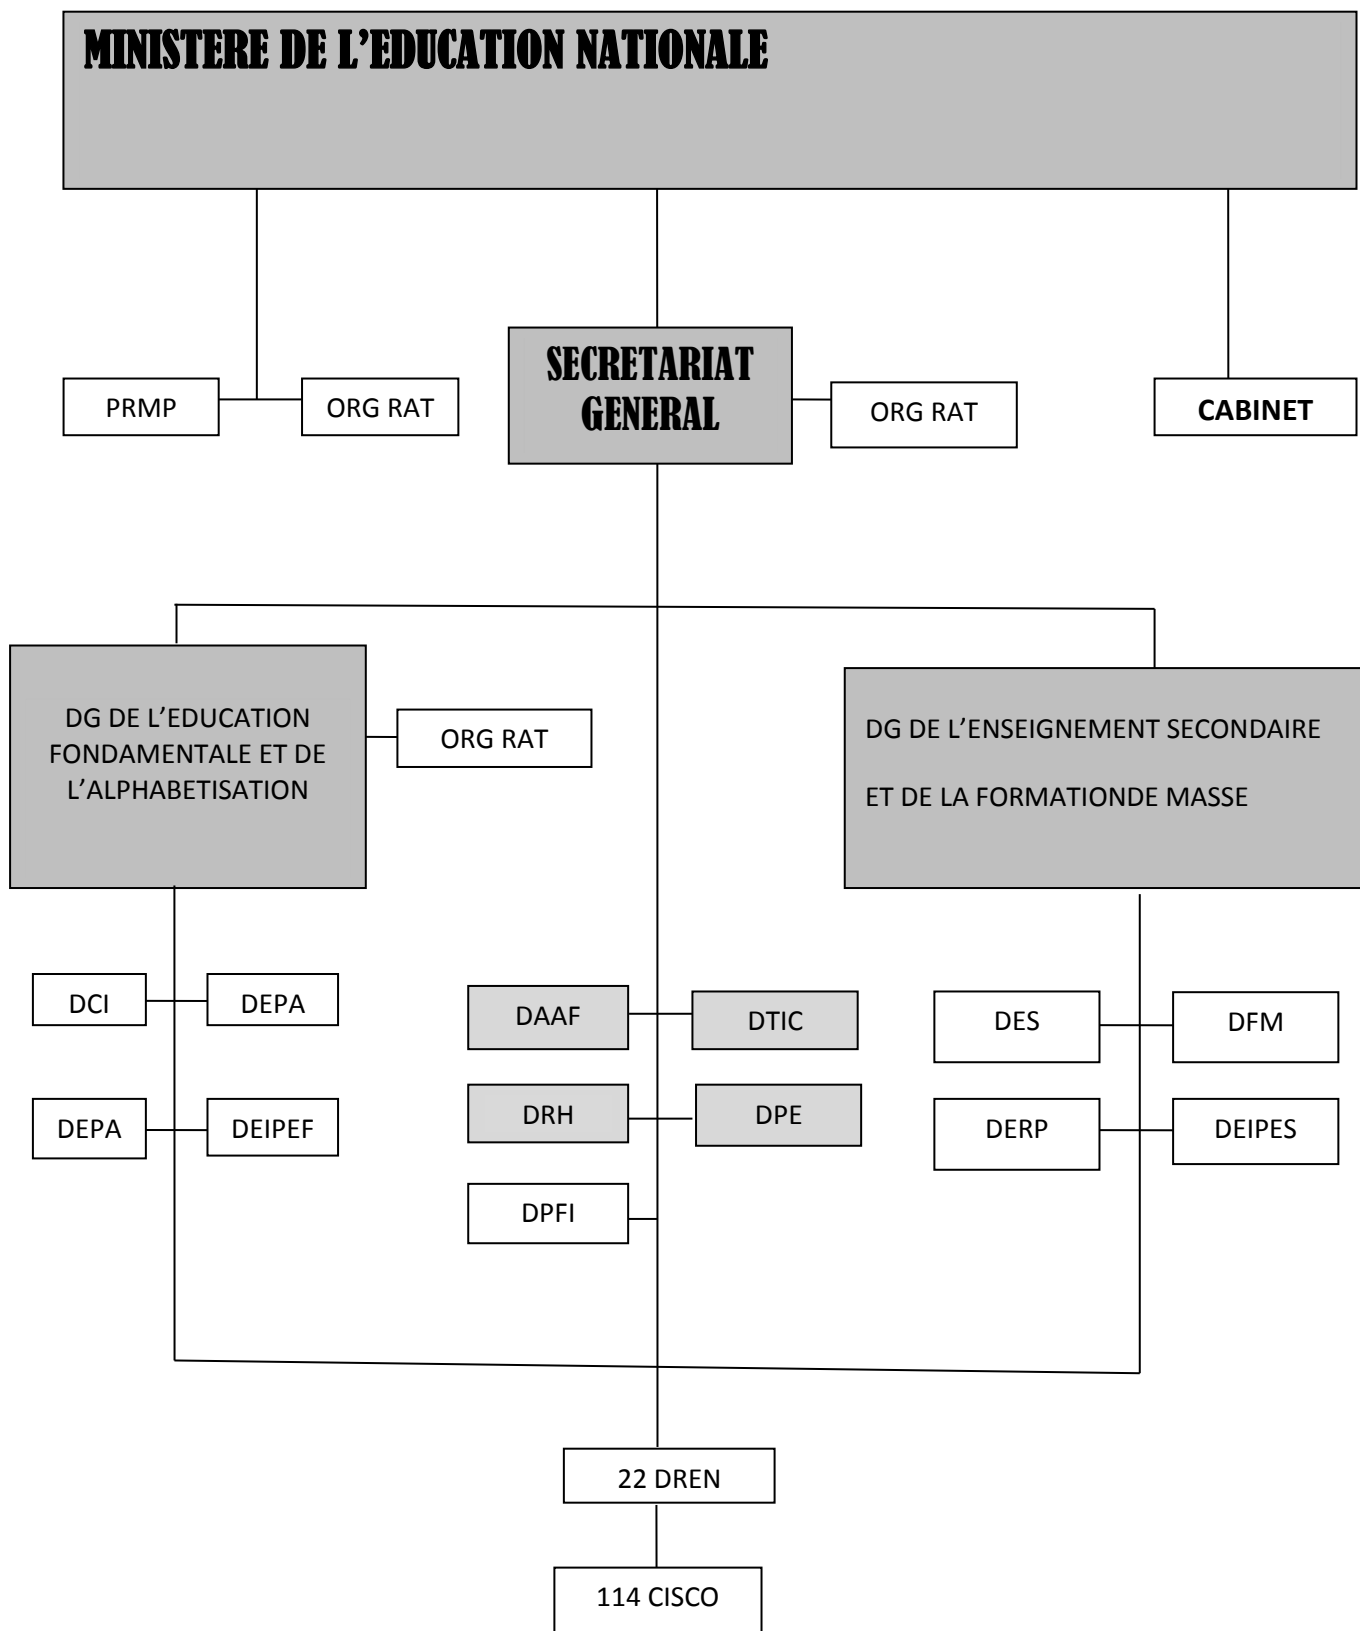 MINISTERE DE L’EDUCATION NATIONALE
SECRETARIAT
GENERAL
PRMP
ORG RAT
ORG RAT
CABINET
DG DE L’EDUCATION
FONDAMENTALE ET DE
L’ALPHABETISATION
ORG RAT
DG DE L’ENSEIGNEMENT SECONDAIRE
ET DE LA FORMATIONDE MASSE
DCI
DEPA
DAAF
DTIC
DES
DFM
DEPA
DEIPEF
DRH
DPE
DERP
DEIPES
DPFI
22 DREN
114 CISCO